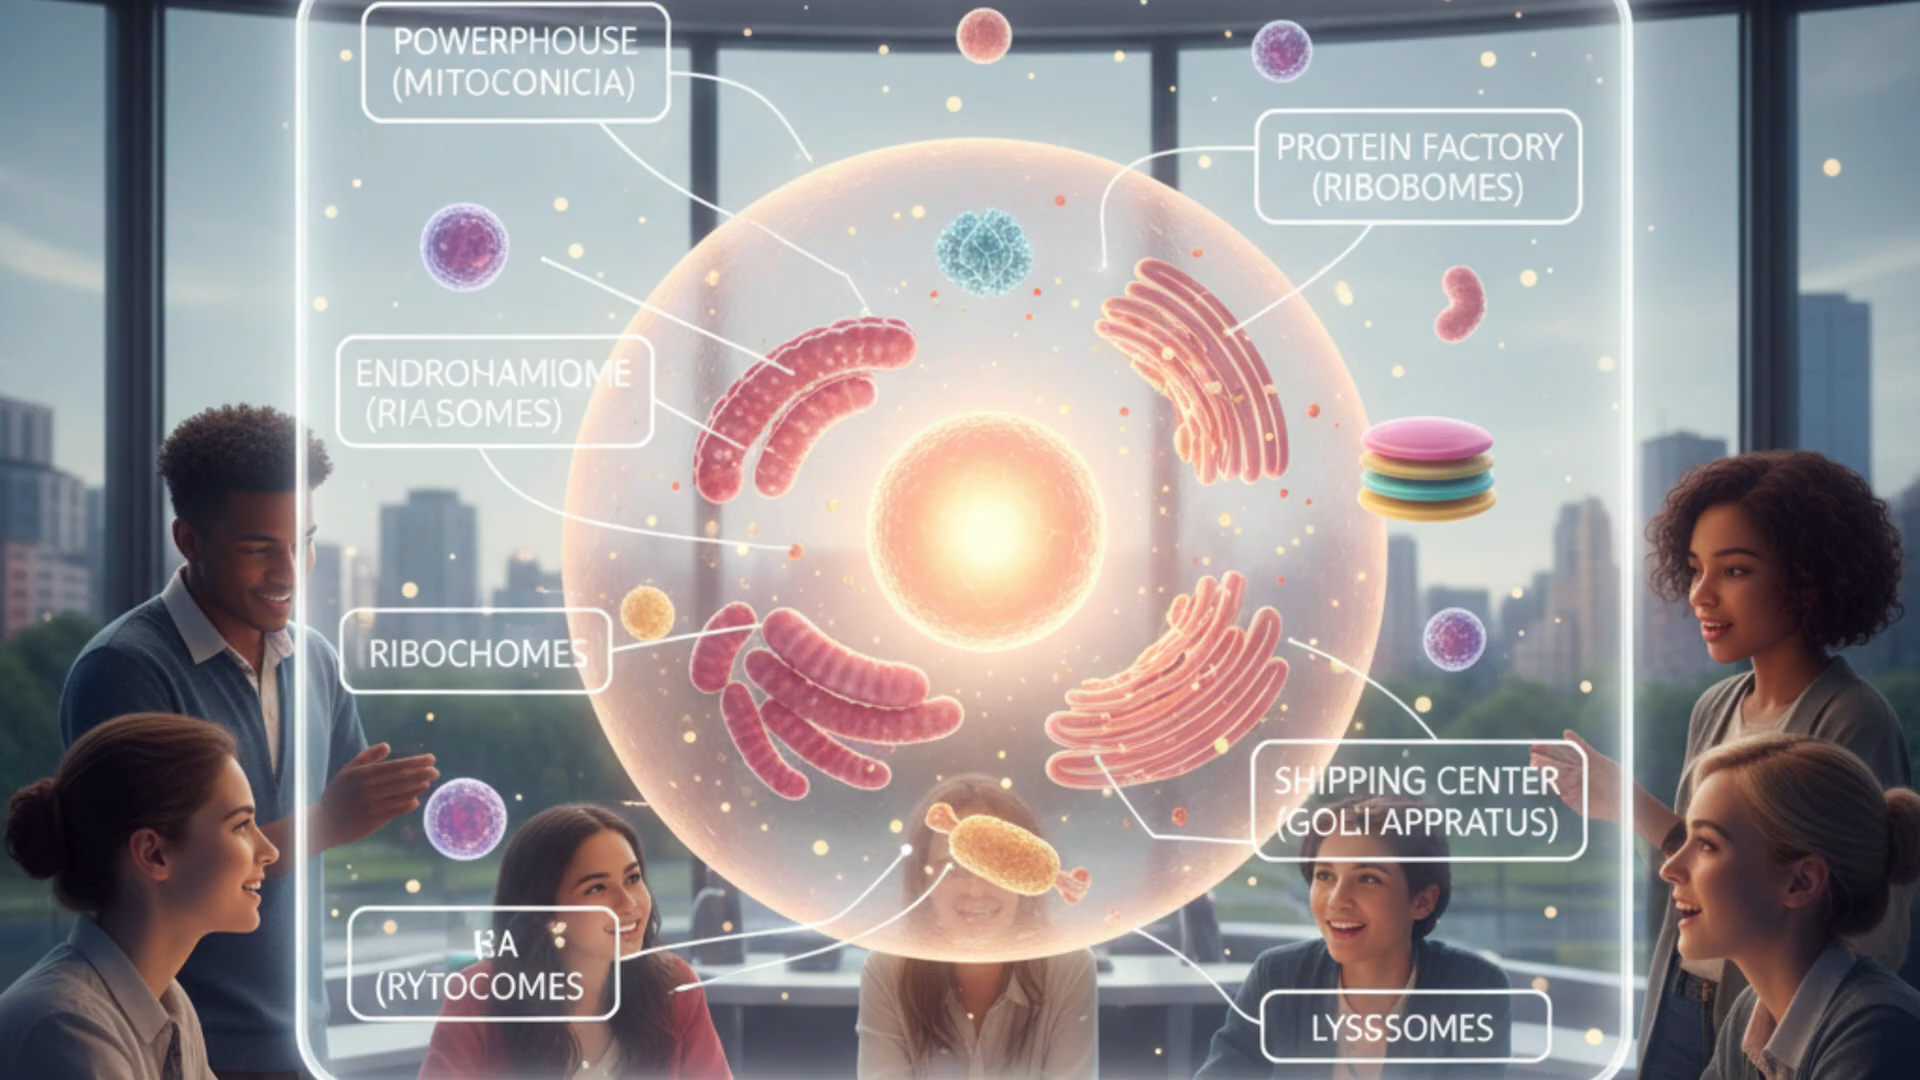 POWERPHOUSE
(MITOCONICIA)
PROTEIN FACTORY
(RIBOBOMES)
ENDROHAMIOME
(RIASOMES)
RIBOCHOMES
SHIPPING CENTER
(GOLI APPRATUS)
(RYTOCOMES
LYSSSOMES